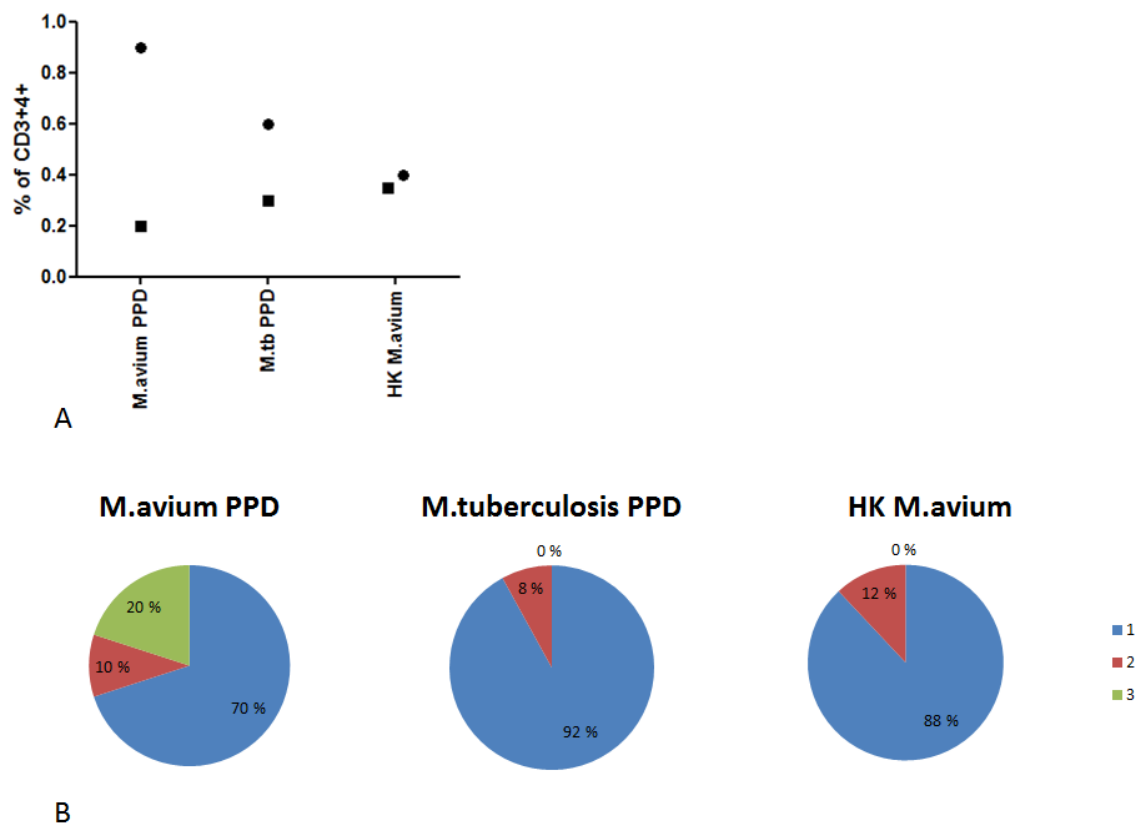 1.0
0.8
0.6
0.4
0.2
0.0
% of CD3+4+
M.avium PPD
M.tb PPD
HK M.avium
A
M.avium PPD
M.tuberculosis PPD
HK M.avium
0 %
0 %
20 %
8 %
12 %
10 %
70 %
92 %
88 %
1
2
3
B